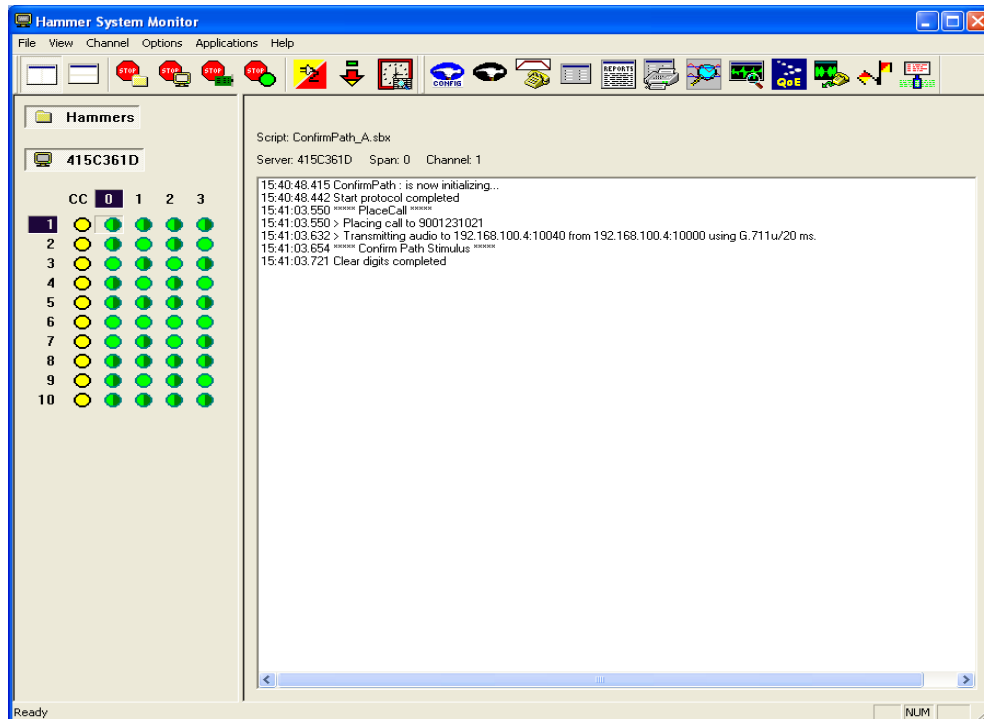 Hammer System Monitor
File View Channel Options Applications Help
STOP STOP STOP STOP 2 CONFIG REPORTS QoE
Hammers
415C361D
CC 0 1 2 3
1
2
3
4
5
6
7
8
9
10
Script: ConfirmPath_A.sbx
Server: 415C361D Span: 0 Channel: 1
15:40:48.415 ConfirmPath : is now initializing...
15:40:48.442 Start protocol completed
15:41:03.550 ***** PlaceCall *****
15:41:03.550 > Placing call to 9001231021
15:41:03.632 > Transmitting audio to 192.168.100.4:10040 from 192.168.100.4:10000 using G.711u/20 ms.
15:41:03.654 ***** Confirm Path Stimulus *****
15:41:03.721 Clear digits completed
Ready
NUM